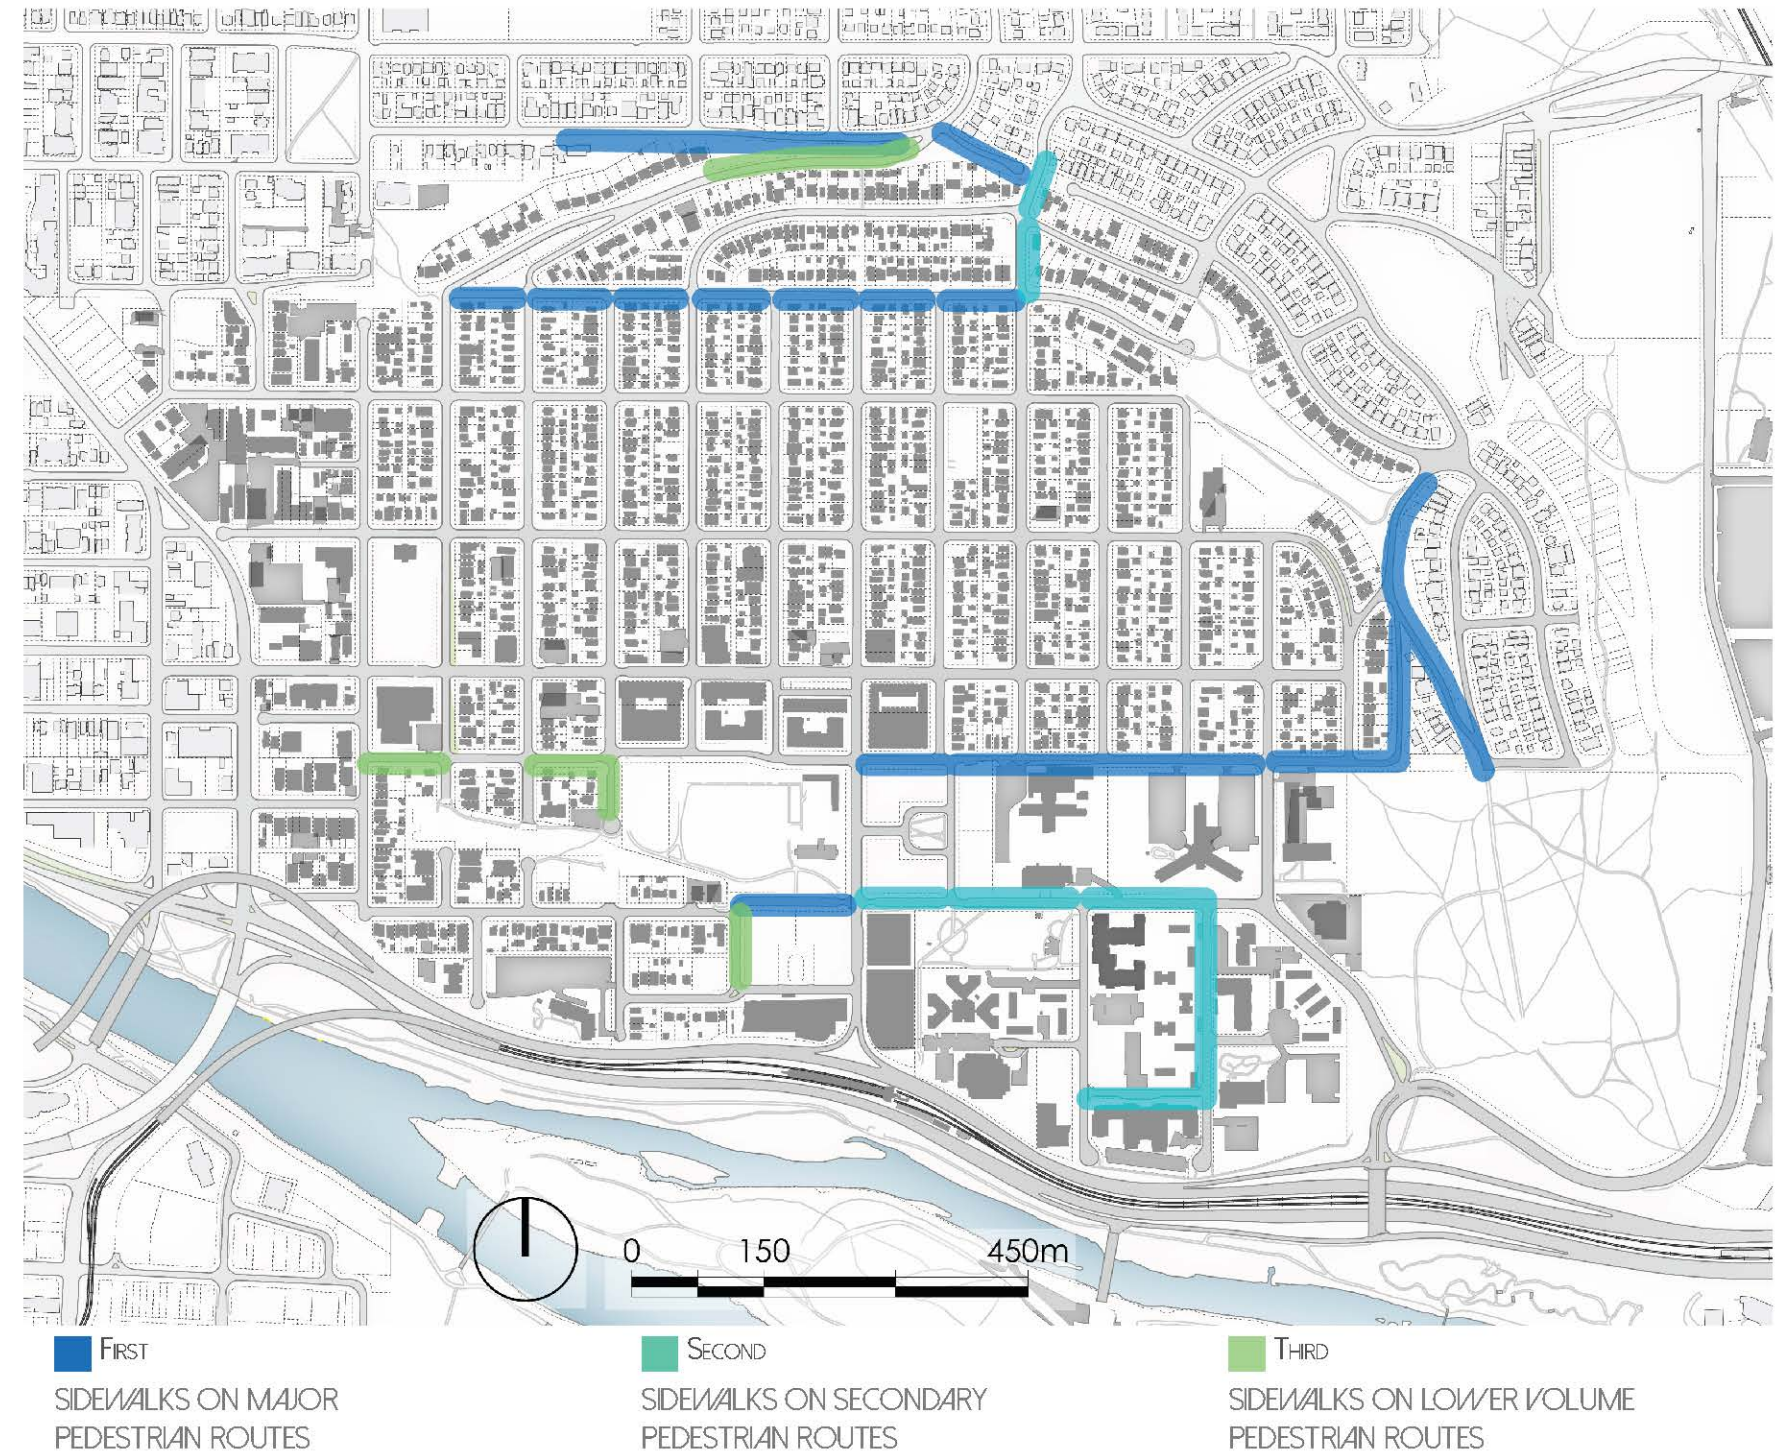 0 150 450m
FIRST
SIDEWALKS ON MAJOR
PEDESTRIAN ROUTES
SECOND
SIDEWALKS ON SECONDARY
PEDESTRIAN ROUTES
THIRD
SIDEWALKS ON LOWER VOLUME
PEDESTRIAN ROUTES